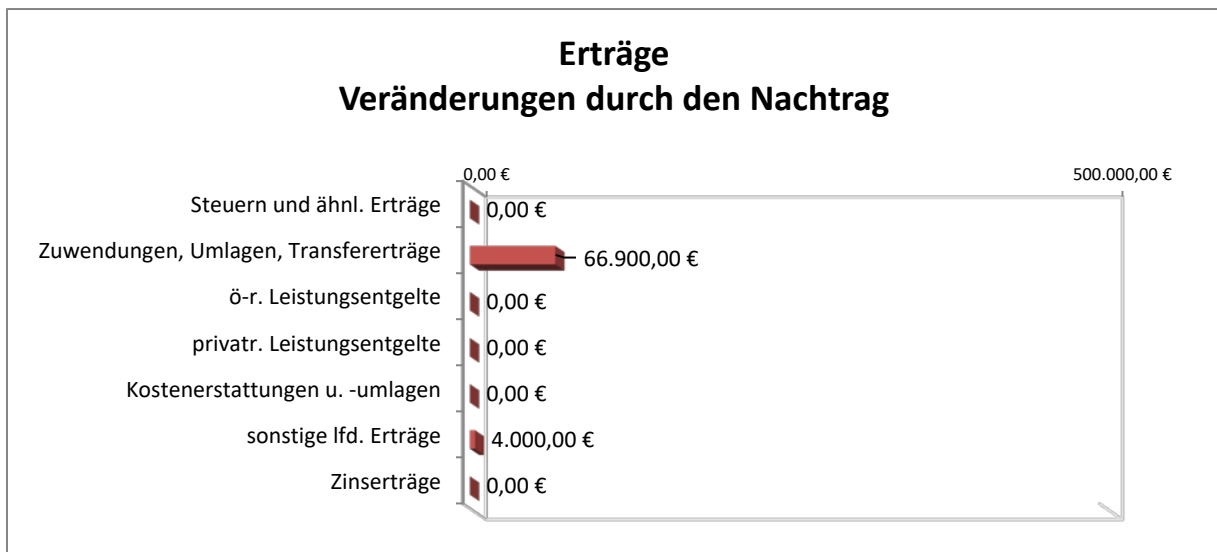 Erträge
Veränderungen durch den Nachtrag
0,00 € 500.000,00 €
Steuern und ähnl. Erträge 0,00 €
Zuwendungen, Umlagen, Transfererträge 66.900,00 €
ö-r. Leistungsentgelte 0,00 €
privatr. Leistungsentgelte 0,00 €
Kostenerstattungen u. -umlagen 0,00 €
sonstige lfd. Erträge 4.000,00 €
Zinserträge 0,00 €